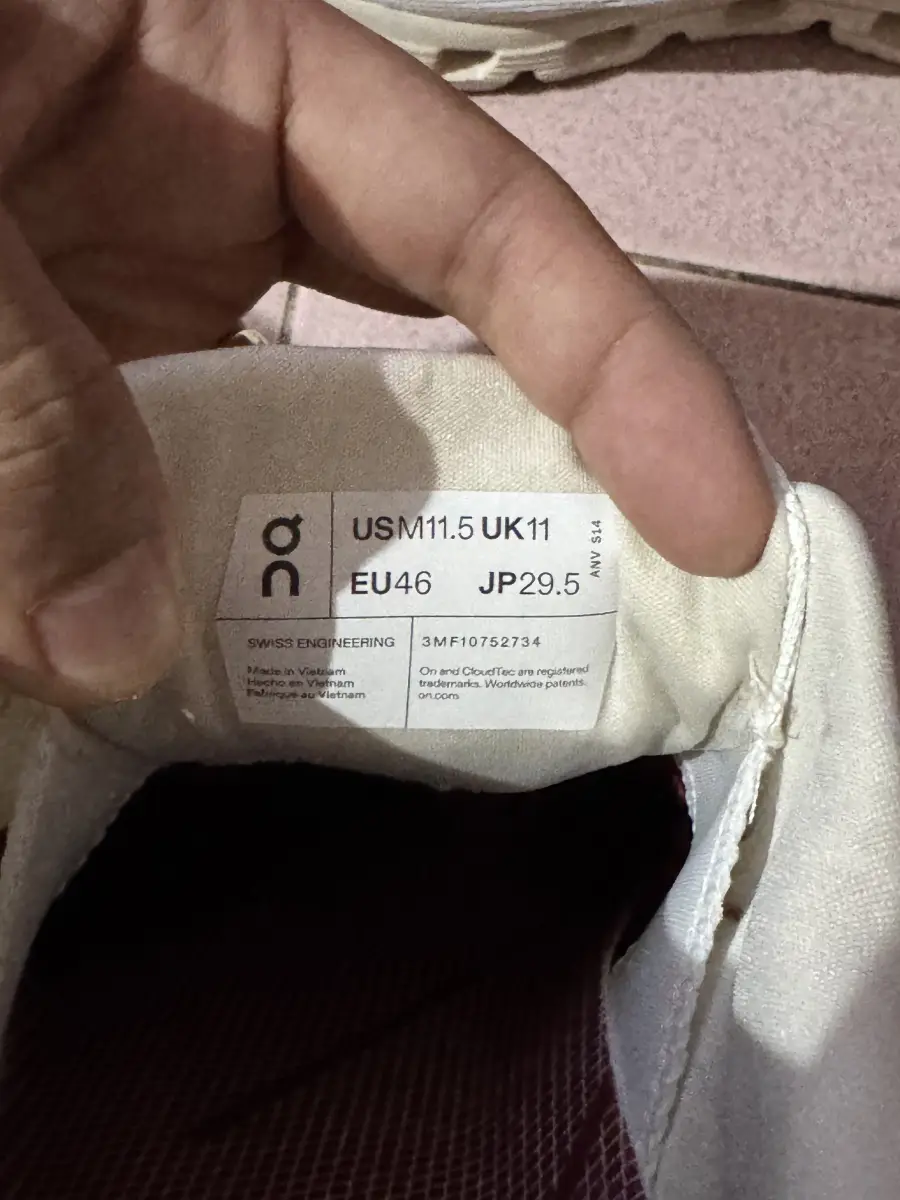 On
USM11.5 UK11
EU46 JP29.5
ANV S14
SWISS ENGINEERING
Made in Vietnam
Hecho en Vietnam
Fabriqué au Vietnam
3MF10752734
On and CloudTec are registered
trademarks. Worldwide patents.
on.com